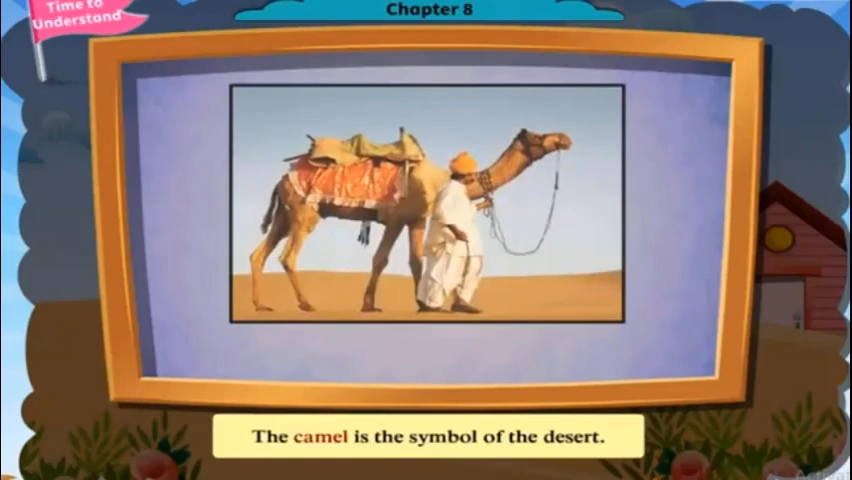 Time to
Understand
Chapter 8
The camel is the symbol of the desert.